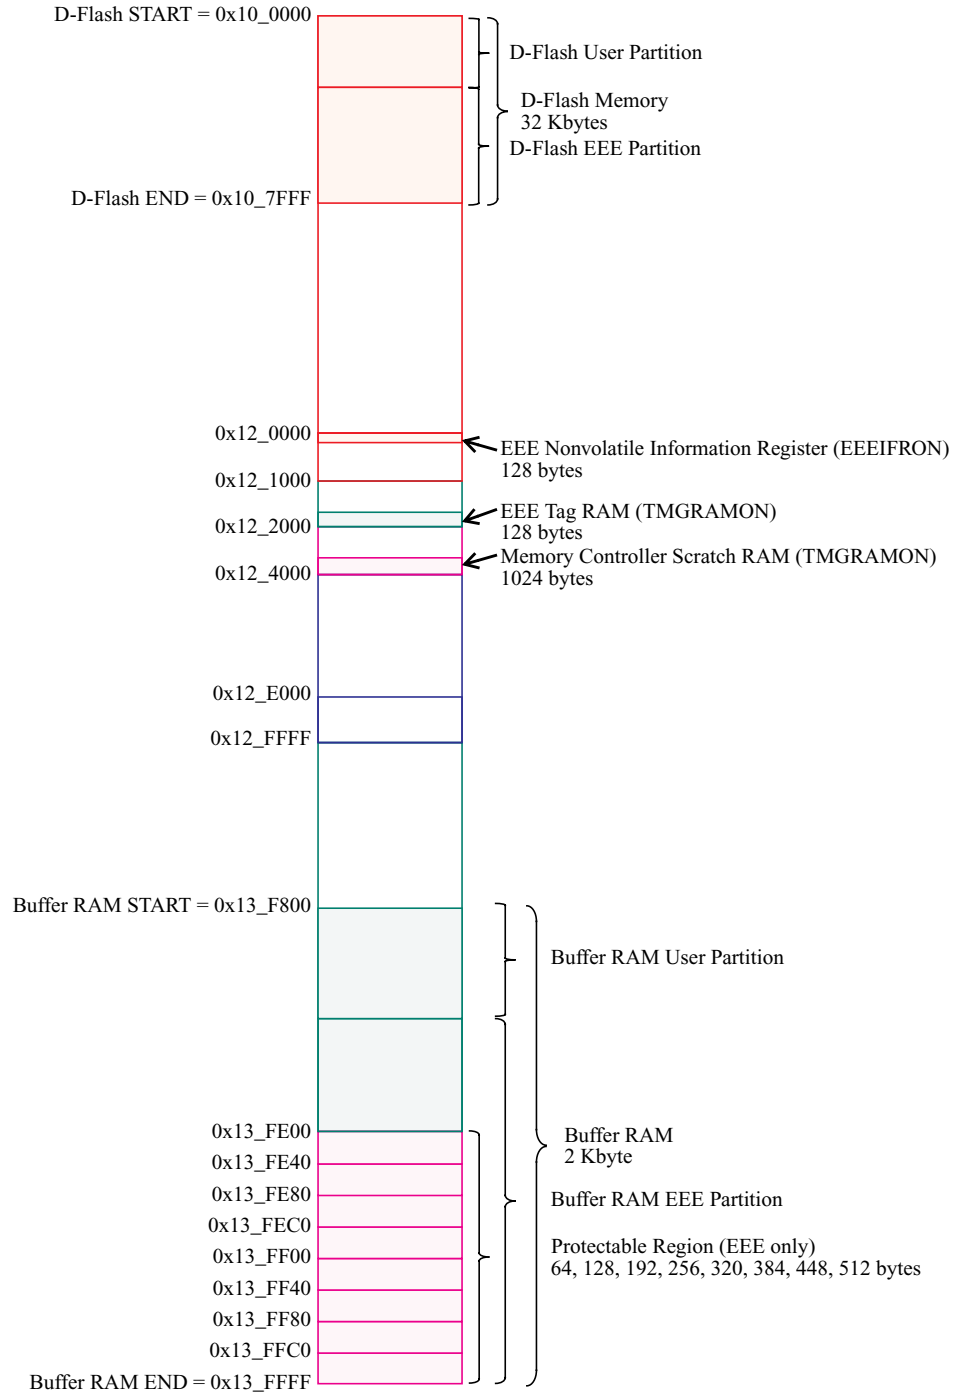 D-Flash START = 0x10_0000
D-Flash User Partition
D-Flash Memory
32 Kbytes
D-Flash EEE Partition
D-Flash END = 0x10_7FFF
0x12_0000
EEE Nonvolatile Information Register (EEEIFRON)
128 bytes
0x12_1000
EEE Tag RAM (TMGRAMON)
128 bytes
0x12_2000
Memory Controller Scratch RAM (TMGRAMON)
1024 bytes
0x12_4000
0x12_E000
0x12_FFFF
Buffer RAM START = 0x13_F800
Buffer RAM User Partition
0x13_FE00
Buffer RAM
2 Kbyte
0x13_FE40
0x13_FE80
Buffer RAM EEE Partition
0x13_FEC0
0x13_FF00
Protectable Region (EEE only)
64, 128, 192, 256, 320, 384, 448, 512 bytes
0x13_FF40
0x13_FF80
0x13_FFC0
Buffer RAM END = 0x13_FFFF